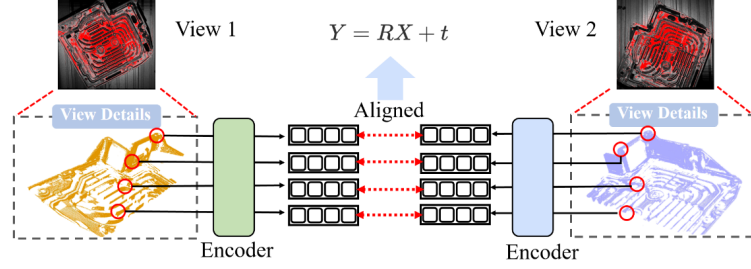 View 1
Y = RX + t
View 2
View Details
Aligned
View Details
Encoder
Encoder